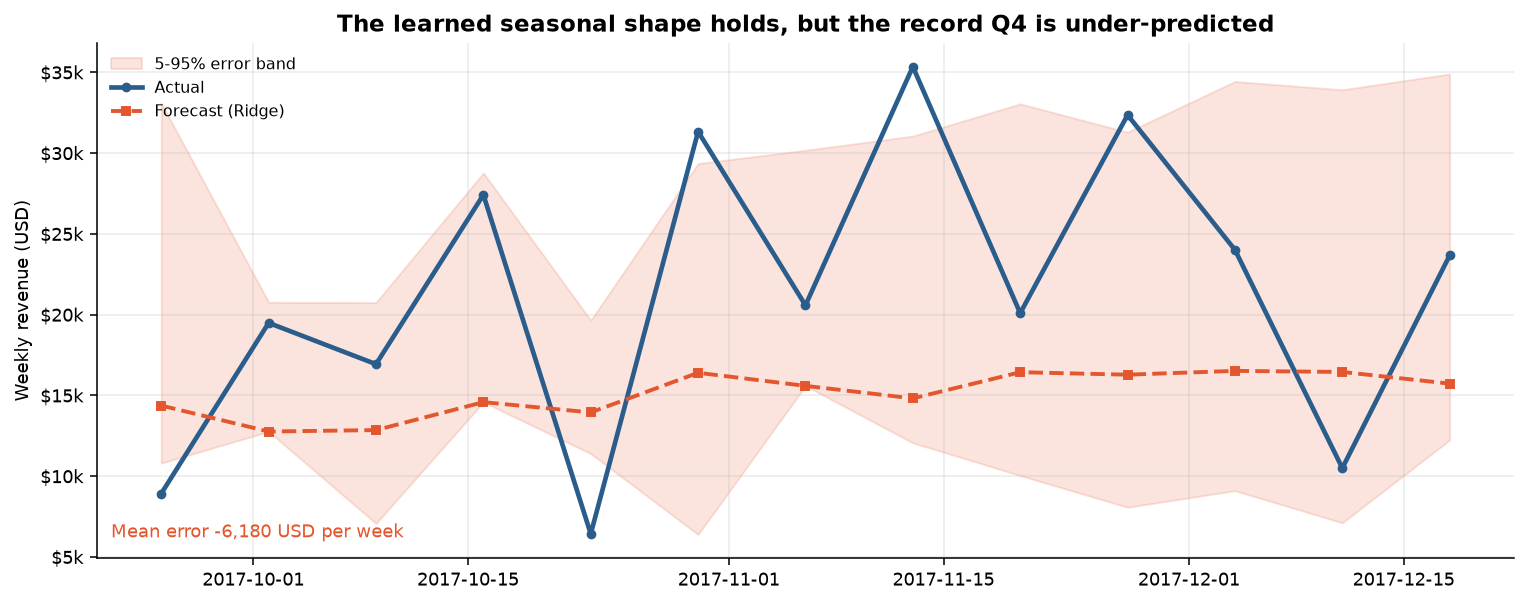 The learned seasonal shape holds, but the record Q4 is under-predicted
5-95% error band
Actual
Forecast (Ridge)
Weekly revenue (USD)
$35k
$30k
$25k
$20k
$15k
$10k
$5k
Mean error -6,180 USD per week
2017-10-01
2017-10-15
2017-11-01
2017-11-15
2017-12-01
2017-12-15